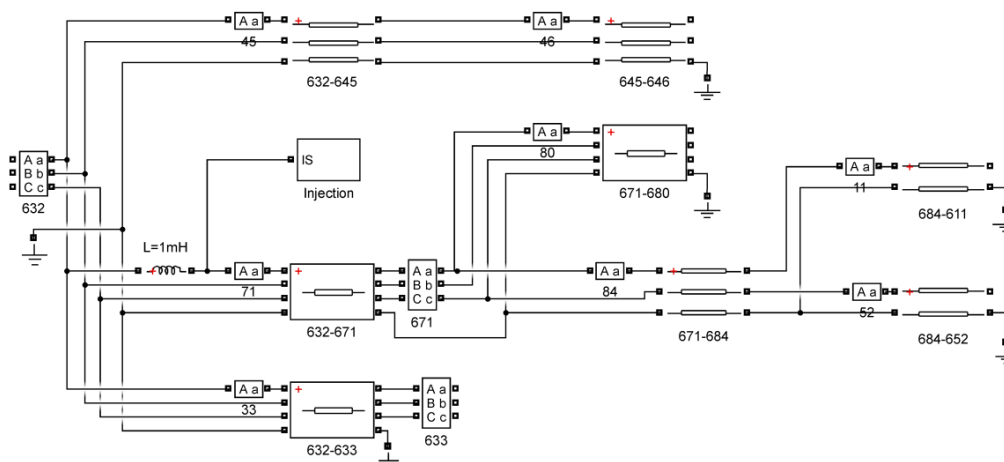 A a
45
+
632-645
A a
46
645-646
A a
B b
C c
632
IS
Injection
A a
80
+
671-680
A a
11
+
684-611
L=1mH
+
A a
71
+
632-671
A a
B b
C c
671
A a
84
+
671-684
A a
52
+
684-652
A a
33
+
632-633
A a
B b
C c
633